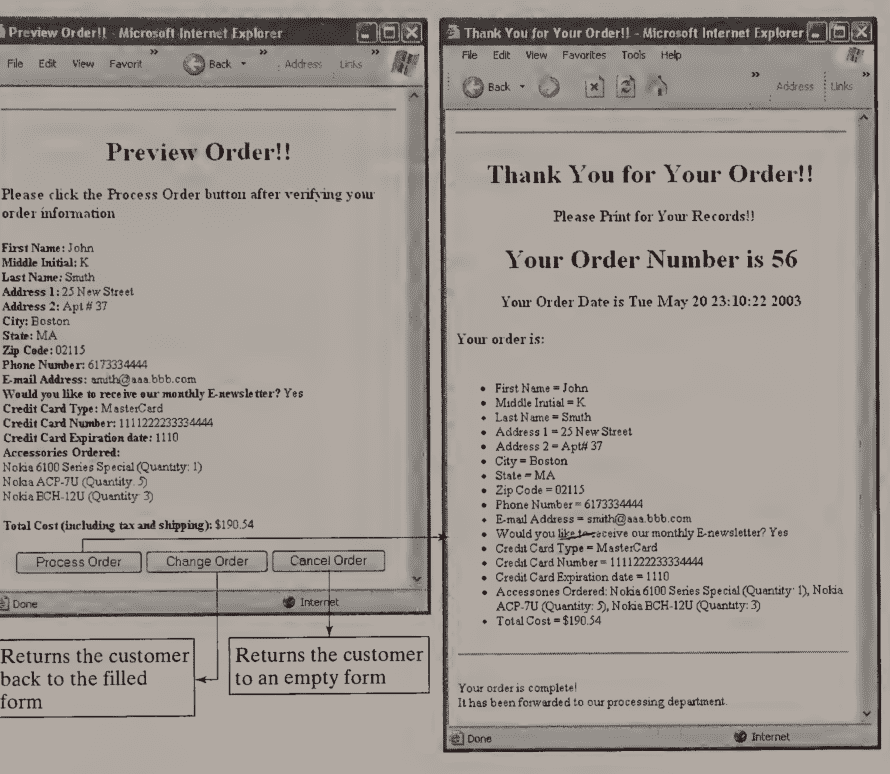 Preview Order!! - Microsoft Internet Explorer
File Edit View Favorit » Back » Address Links »
Preview Order!!
Please click the Process Order button after verifying your
order information
First Name: John
Middle Initial: K
Last Name: Smith
Address 1: 25 New Street
Address 2: Apt # 37
City: Boston
State: MA
Zip Code: 02115
Phone Number: 6173334444
E-mail Address: smith@aaa.bbb.com
Would you like to receive our monthly E-newsletter? Yes
Credit Card Type: MasterCard
Credit Card Number: 1111222233334444
Credit Card Expiration date: 1110
Accessories Ordered:
Nokia 6100 Series Special (Quantity: 1)
Nokia ACP-7U (Quantity: 5)
Nokia BCH-12U (Quantity: 3)
Total Cost (including tax and shipping): $190.54
Process Order Change Order Cancel Order
Done Internet
Returns the customer
back to the filled
form
Returns the customer
to an empty form
Thank You for Your Order!! - Microsoft Internet Explorer
File Edit View Favorites Tools Help
Back » Address Links »
Thank You for Your Order!!
Please Print for Your Records!!
Your Order Number is 56
Your Order Date is Tue May 20 23:10:22 2003
Your order is:
• First Name = John
• Middle Initial = K
• Last Name = Smith
• Address 1 = 25 New Street
• Address 2 = Apt# 37
• City = Boston
• State = MA
• Zip Code = 02115
• Phone Number = 6173334444
• E-mail Address = smith@aaa.bbb.com
• Would you like to receive our monthly E-newsletter? Yes
• Credit Card Type = MasterCard
• Credit Card Number = 1111222233334444
• Credit Card Expiration date = 1110
• Accessories Ordered: Nokia 6100 Series Special (Quantity: 1), Nokia
ACP-7U (Quantity: 5), Nokia BCH-12U (Quantity: 3)
• Total Cost = $190.54
Your order is complete!
It has been forwarded to our processing department.
Done Internet